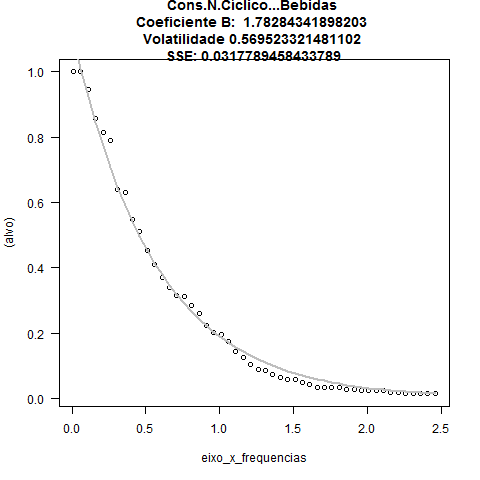 Cons.N.Ciclico...Bebidas
Coeficiente B:  1.78284341898203
Volatilidade 0.569523321481102
SSE: 0.0317789458433789
(alvo)
1.0
0.8
0.6
0.4
0.2
0.0
0.0 0.5 1.0 1.5 2.0 2.5
eixo_x_frequencias